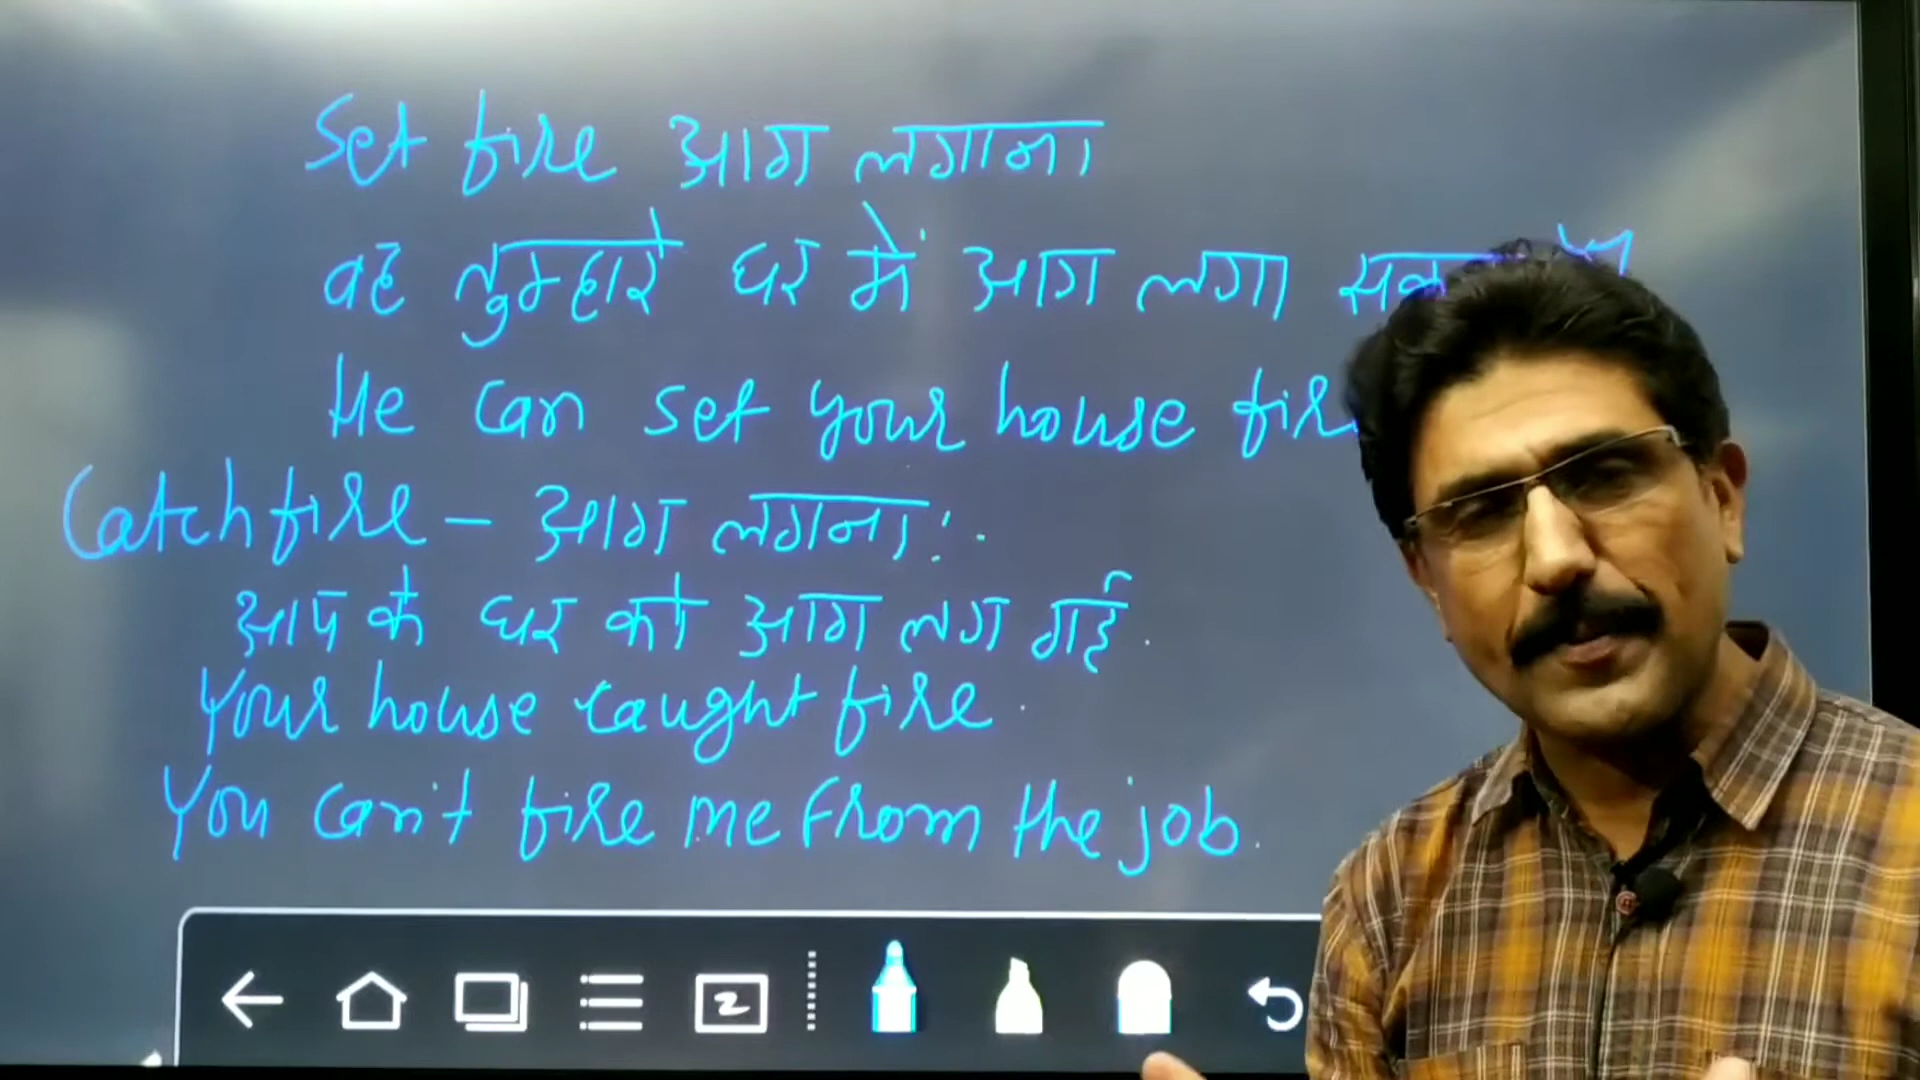 Set fire आग लगाना
वह तुम्हारे घर में आग लगा
He can set your house
Catch fire – आग लगना:.
आप के घर को आग लग गई.
Your house caught fire.
You can't fire me from the job.
2